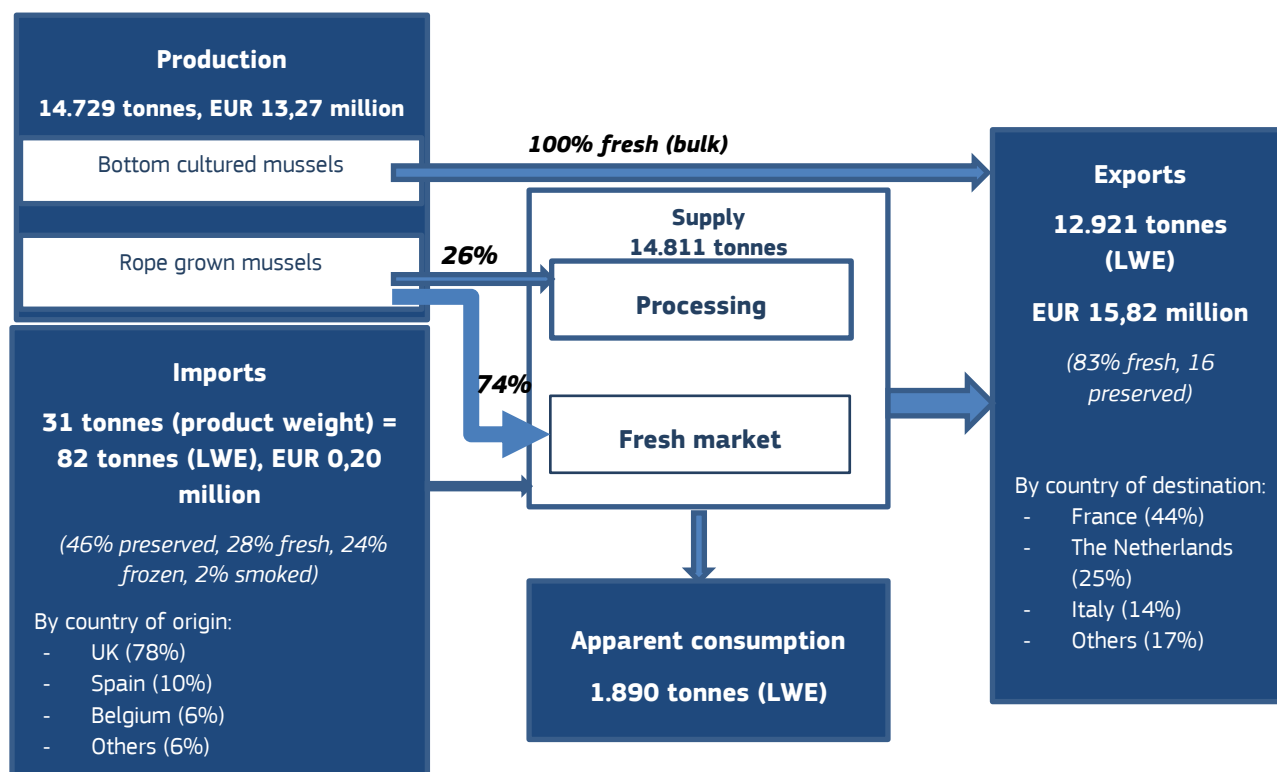 Production
14.729 tonnes, EUR 13,27 million
Bottom cultured mussels
Rope grown mussels
100% fresh (bulk)
26%
74%
Supply
14.811 tonnes
Processing
Fresh market
Imports
31 tonnes (product weight) =
82 tonnes (LWE), EUR 0,20
million
(46% preserved, 28% fresh, 24%
frozen, 2% smoked)
By country of origin:
- UK (78%)
- Spain (10%)
- Belgium (6%)
- Others (6%)
Apparent consumption
1.890 tonnes (LWE)
Exports
12.921 tonnes
(LWE)
EUR 15,82 million
(83% fresh, 16
preserved)
By country of destination:
- France (44%)
- The Netherlands
(25%)
- Italy (14%)
- Others (17%)